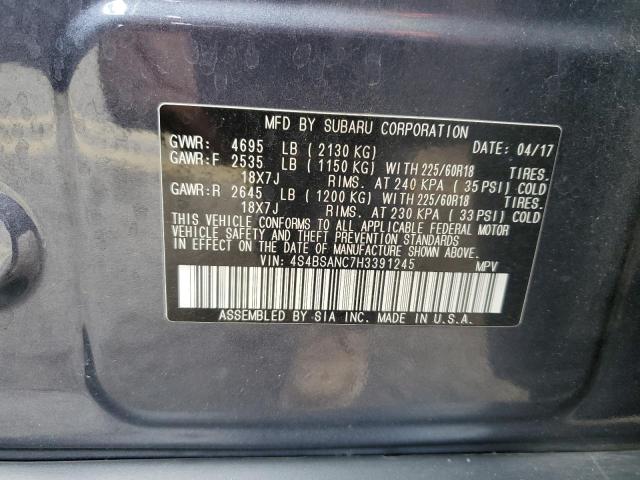 MFD BY SUBARU CORPORATION
GVWR: 4695 LB ( 2130 KG) DATE: 04/17
GAWR:F 2535 LB ( 1150 KG) WITH 225/60R18 TIRES.
18X7J RIMS. AT 240 KPA ( 35 PSI) COLD
GAWR:R 2645 LB ( 1200 KG) WITH 225/60R18 TIRES.
18X7J RIMS. AT 230 KPA ( 33 PSI) COLD
THIS VEHICLE CONFORMS TO ALL APPLICABLE FEDERAL MOTOR
VEHICLE SAFETY AND THEFT PREVENTION STANDARDS
IN EFFECT ON THE DATE OF MANUFACTURE SHOWN ABOVE.
VIN: 4S4BSANC7H3391245 MPV
ASSEMBLED BY SIA INC. MADE IN U.S.A.